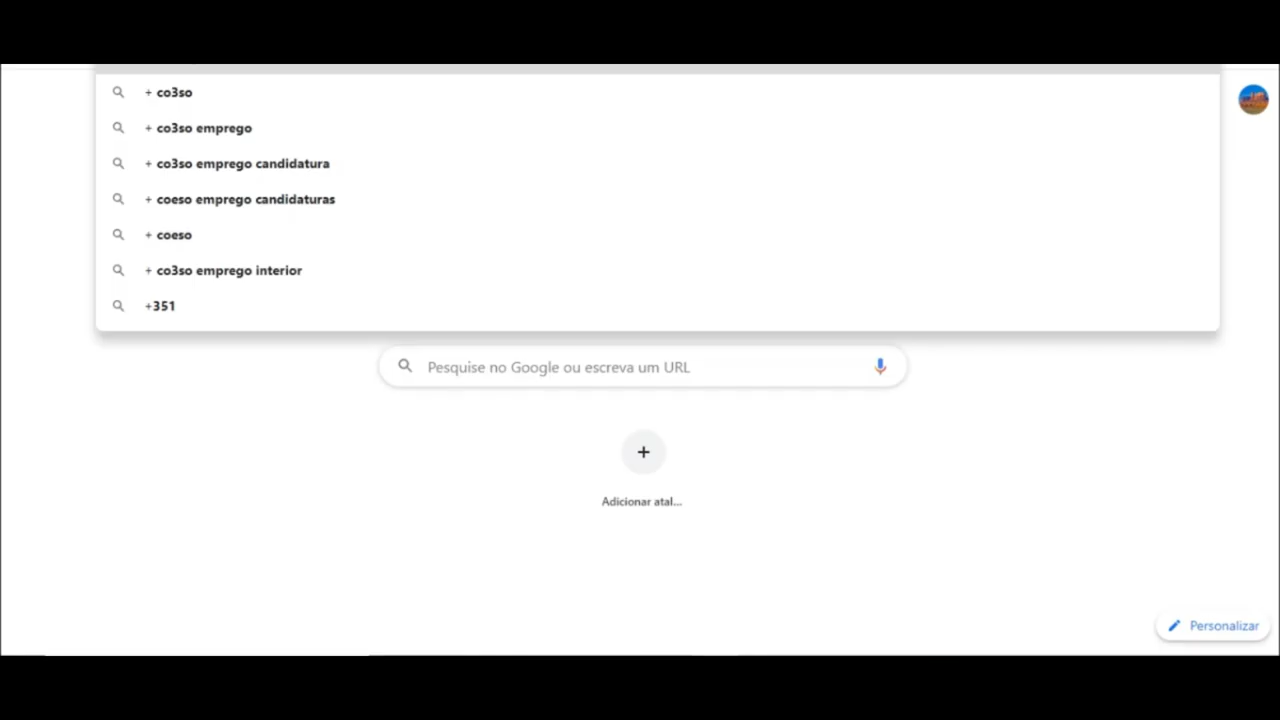 + co3so
+ co3so emprego
+ co3so emprego candidatura
+ coeso emprego candidaturas
+ coeso
+ co3so emprego interior
+351
Pesquise no Google ou escreva um URL
+
Adicionar atal...
Personalizar